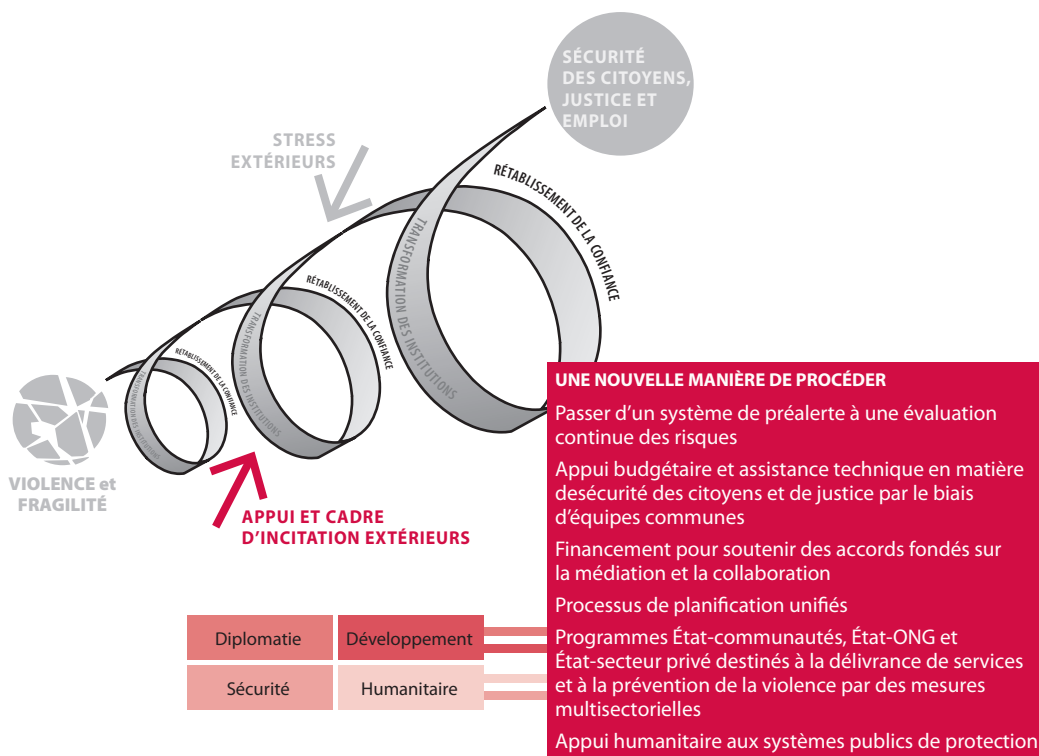 SÉCURITÉ
DES CITOYENS,
JUSTICE ET
EMPLOI
STRESS
EXTÉRIEURS
RÉTABLISSEMENT DE LA CONFIANCE
TRANSFORMATION DES INSTITUTIONS
RÉTABLISSEMENT DE LA CONFIANCE
TRANSFORMATION DES INSTITUTIONS
RÉTABLISSEMENT DE LA CONFIANCE
TRANSFORMATION DES INSTITUTIONS
VIOLENCE et
FRAGILITÉ
APPUI ET CADRE
D'INCITATION EXTÉRIEURS
Diplomatie
Développement
Sécurité
Humanitaire
UNE NOUVELLE MANIÈRE DE PROCÉDER
Passer d'un système de préalerte à une évaluation
continue des risques
Appui budgétaire et assistance technique en matière
desécurité des citoyens et de justice par le biais
d'équipes communes
Financement pour soutenir des accords fondés sur
la médiation et la collaboration
Processus de planification unifiés
Programmes État-communautés, État-ONG et
État-secteur privé destinés à la délivrance de services
et à la prévention de la violence par des mesures
multisectorielles
Appui humanitaire aux systèmes publics de protection